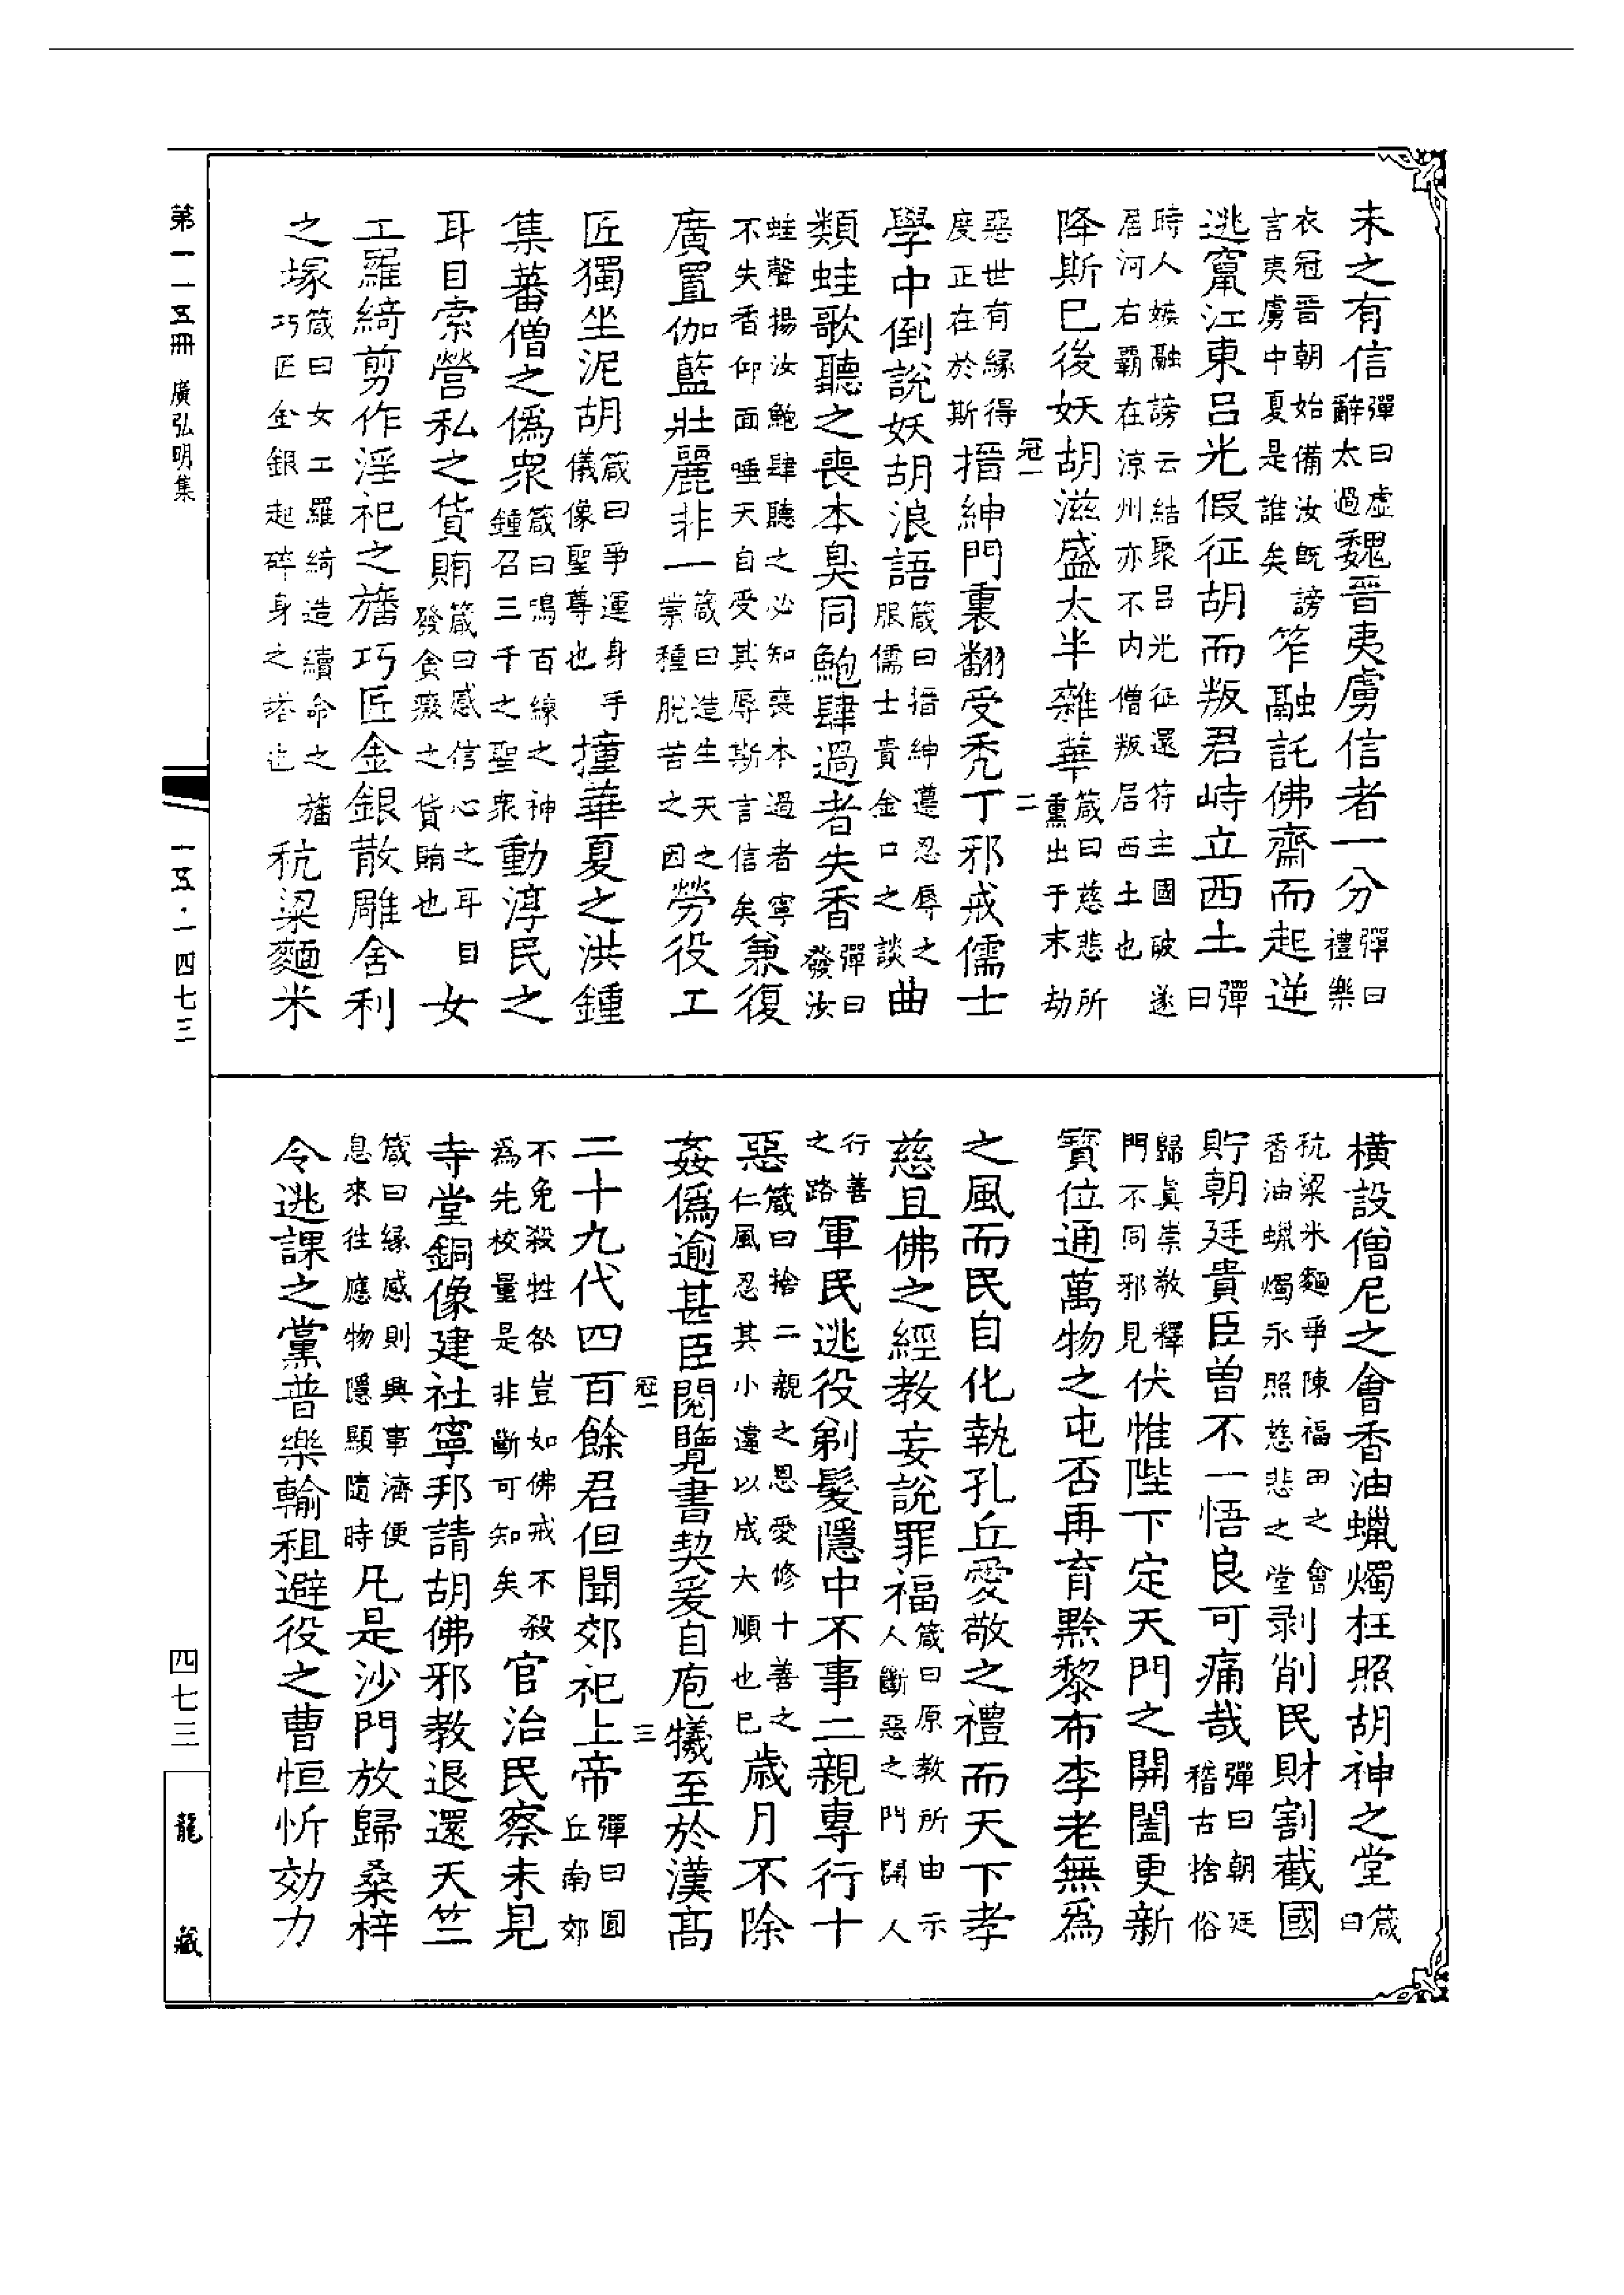 未之有信彈曰虛辭太過魏晉夷虜信者一分彈曰禮樂
衣冠晉朝始備汝旣謗言夷虜中夏是誰矣笮融託佛齋而起逆
逃竄江東呂光假征胡而叛君峙立西土彈曰
時人嫉融謗云結聚呂光征還符主國破遂居河右霸在涼州亦不内僧叛居西土也
降斯已後妖胡滋盛太半雜華箴曰慈悲所熏出于末劫
冠一
二
惡世有緣得度正在於斯搢紳門裏翻受禿丁邪戒儒士
學中倒說妖胡浪語箴曰搢紳遵忍辱之服儒士貴金口之談曲
類蛙歌聽之喪本臭同鮑肆過者失香彈曰發汝
蛙聲揚汝鮑肆聽之必知喪本過者寧不失香仰面唾天自受其辱斯言信矣兼復
廣置伽藍壯麗非一箴曰造生天之業種脫苦之因勞役工
匠獨坐泥胡箴曰爭運身手儀像聖尊也撞華夏之洪鍾
集蕃僧之僞衆箴曰鳴百練之神鍾召三千之聖衆動淳民之
耳目索營私之貨賄箴曰感信心之耳目發貪癡之貨賄也女
工羅綺剪作淫祀之旛巧匠金銀散雕舍利
之塚箴曰女工羅綺造續命之旛巧匠金銀起碎身之塔也秔粱麵米
橫設僧尼之會香油蠟燭枉照胡神之堂箴曰
秔粱米麵爭陳福田之會香油蠟燭永照慈悲之堂剥削民財割截國
貯朝廷貴臣曾不一悟良可痛哉彈曰朝廷稽古捨俗
歸眞崇敬釋門不同邪見伏惟陛下定天門之開闔更新
寶位通萬物之屯否再育黔黎布李老無爲
之風而民自化執孔丘愛敬之禮而天下孝
慈且佛之經教妄說罪福箴曰原教所由示人斷惡之門開人
行善之路軍民逃役剃髮隱中不事二親專行十
惡箴曰捨二親之恩愛修十善之仁風忍其小違以成大順也已歲月不除
姦僞逾甚臣閱覽書契爰自庖犧至於漢高
冠一
三
二十九代四百餘君但聞郊祀上帝彈曰圓丘南郊
不免殺牲欲豈如佛戒不殺爲先校量是非斷可知矣官治民察未見
寺堂銅像建社寧邦請胡佛邪教退還天竺
箴曰緣感則興事濟便息來往應物隱顯隨時凡是沙門放歸桑梓
令逃課之黨普樂輸租避役之曹恒忻効力
第一一五冊 廣弘明集
一五·一四七三
四七三
龍藏